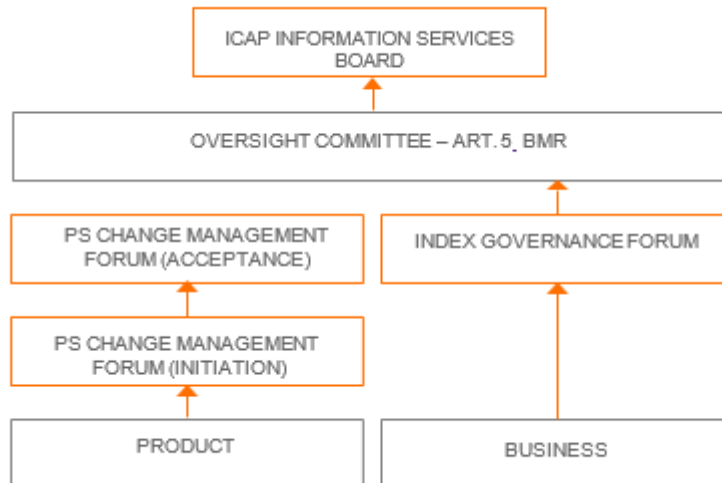 ICAP INFORMATION SERVICES
BOARD
OVERSIGHT COMMITTEE – ART. 5, BMR
PS CHANGE MANAGEMENT
FORUM (ACCEPTANCE)
INDEX GOVERNANCE FORUM
PS CHANGE MANAGEMENT
FORUM (INITIATION)
PRODUCT
BUSINESS